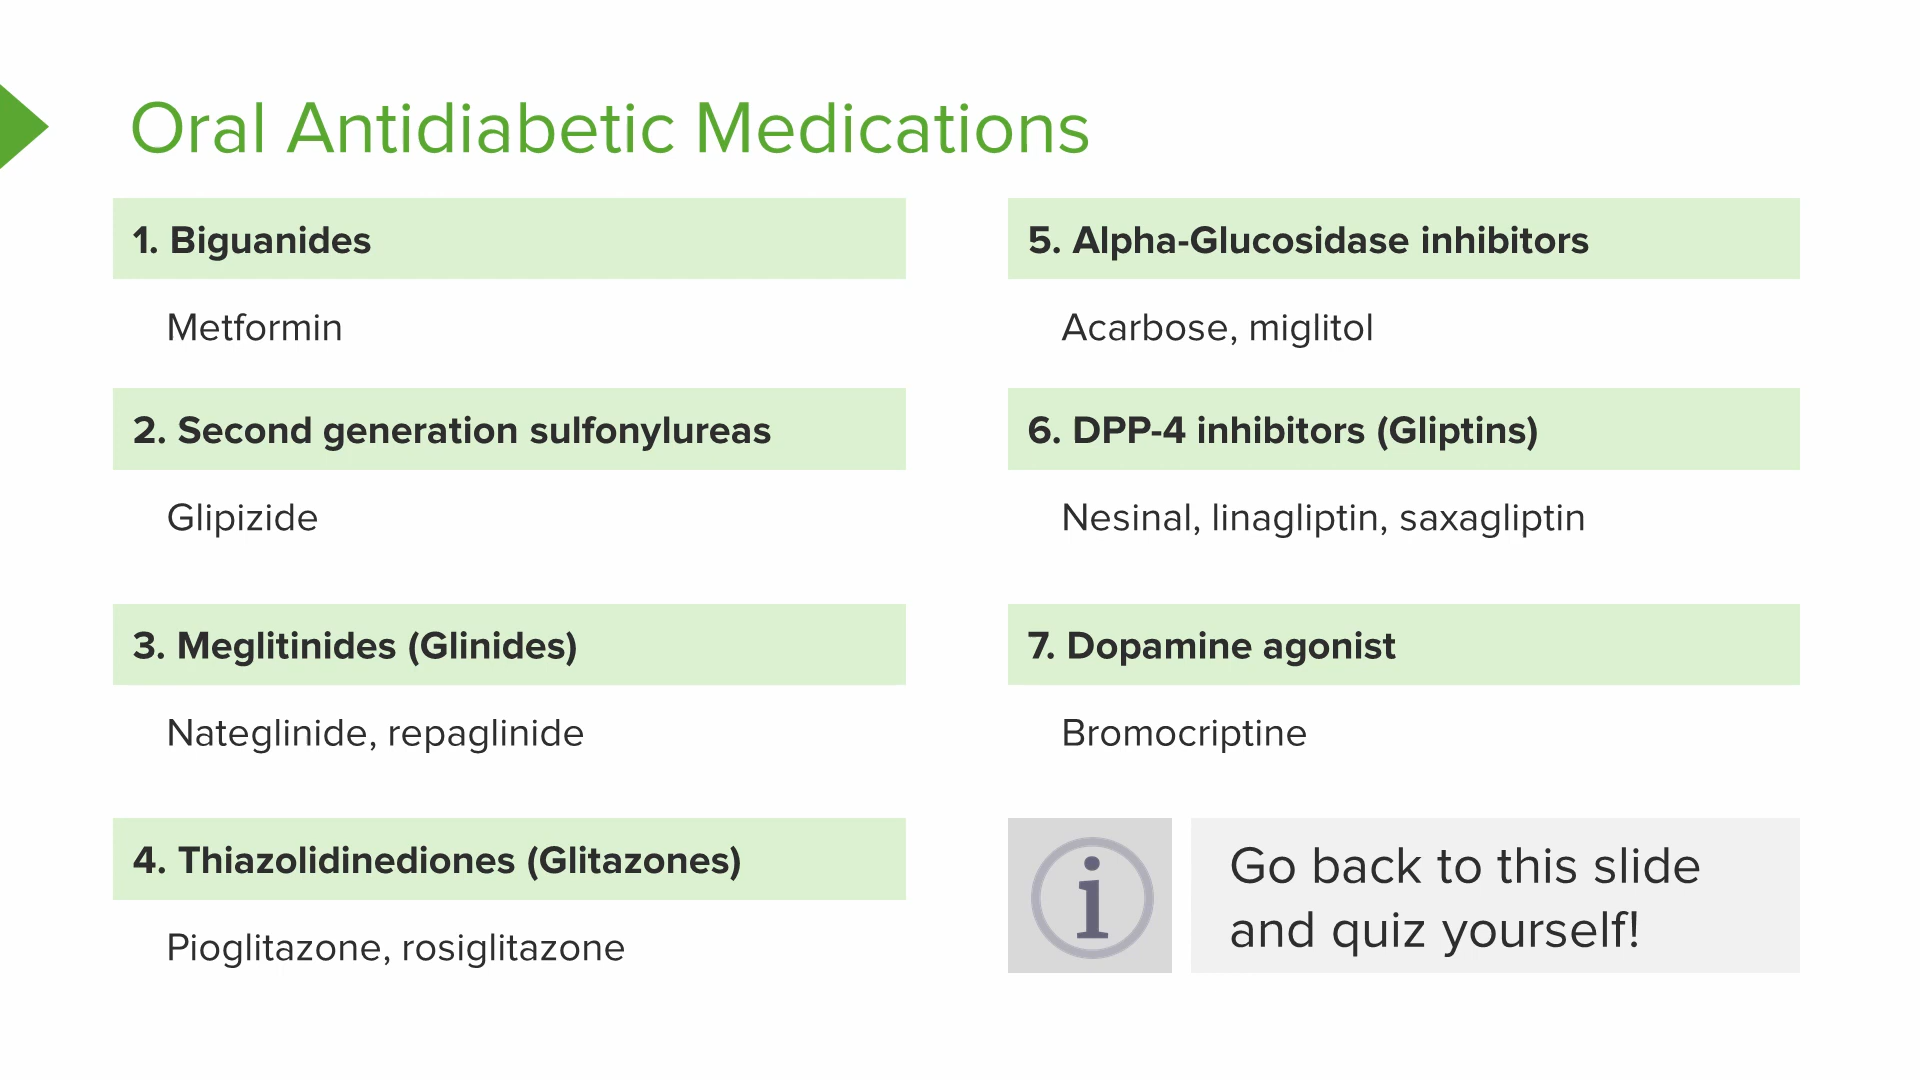 Oral Antidiabetic Medications
1. Biguanides
Metformin
2. Second generation sulfonylureas
Glipizide
3. Meglitinides (Glinides)
Nateglinide, repaglinide
4. Thiazolidinediones (Glitazones)
Pioglitazone, rosiglitazone
5. Alpha-Glucosidase inhibitors
Acarbose, miglitol
6. DPP-4 inhibitors (Gliptins)
Nesinal, linagliptin, saxagliptin
7. Dopamine agonist
Bromocriptine
i
Go back to this slide
and quiz yourself!